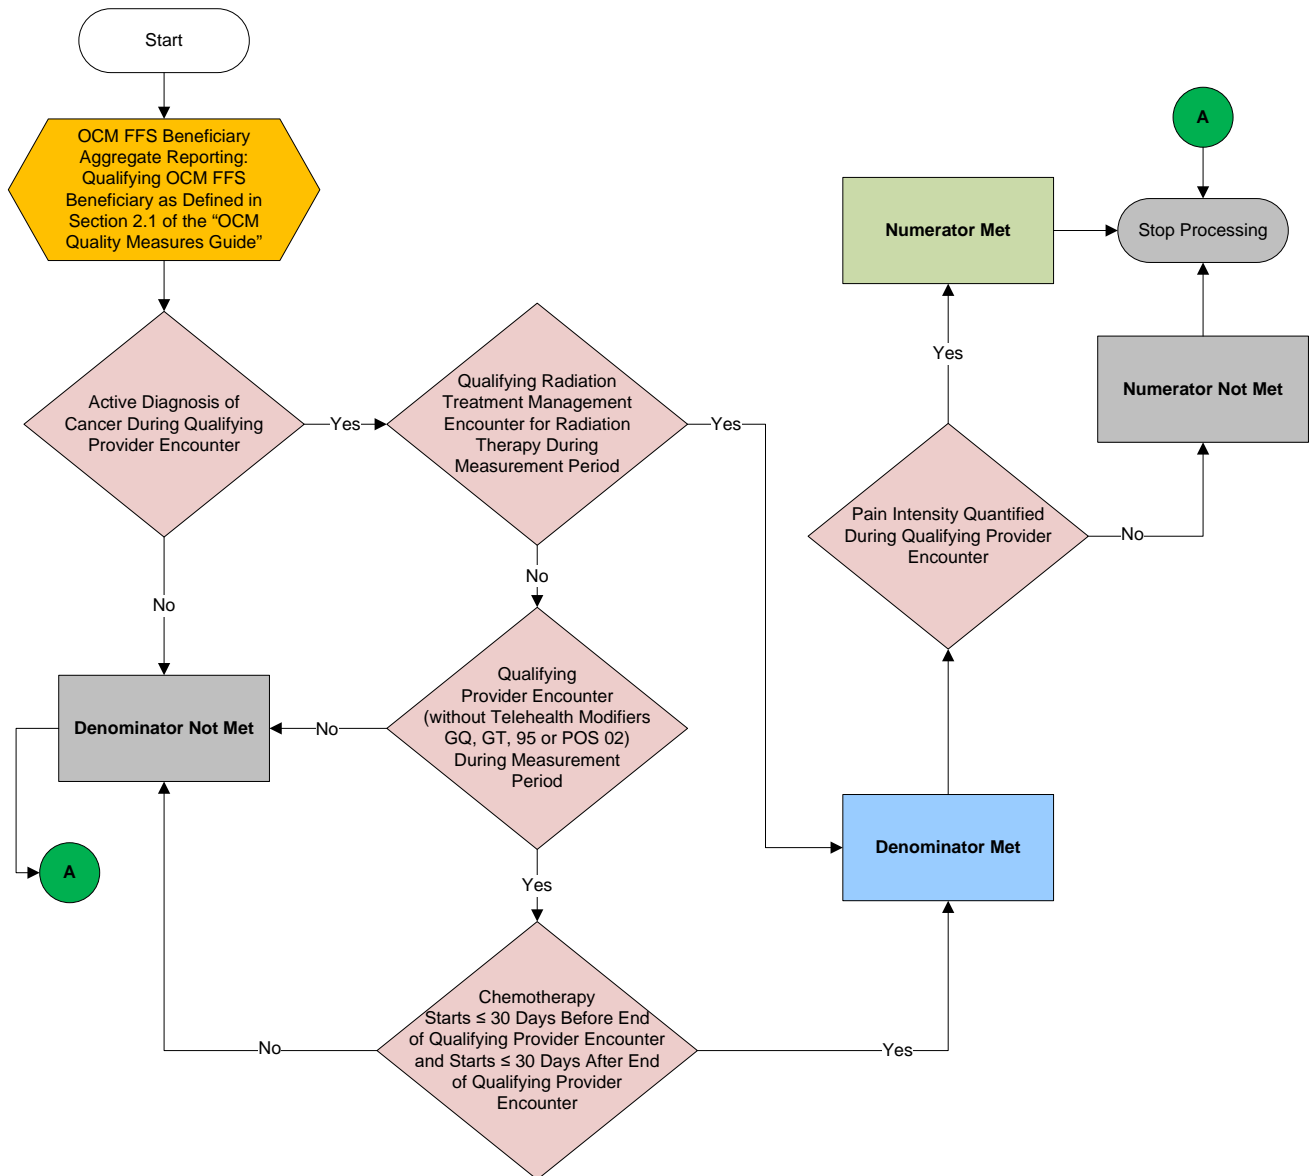 Start
OCM FFS Beneficiary
Aggregate Reporting:
Qualifying OCM FFS
Beneficiary as Defined in
Section 2.1 of the “OCM
Quality Measures Guide”
Active Diagnosis of
Cancer During Qualifying
Provider Encounter
Yes
Qualifying Radiation
Treatment Management
Encounter for Radiation
Therapy During
Measurement Period
Yes
No
No
Qualifying
Provider Encounter
(without Telehealth Modifiers
GQ, GT, 95 or POS 02)
During Measurement
Period
No
Denominator Not Met
A
Yes
Chemotherapy
Starts ≤ 30 Days Before End
of Qualifying Provider Encounter
and Starts ≤ 30 Days After End
of Qualifying Provider
Encounter
No
Yes
Denominator Met
Pain Intensity Quantified
During Qualifying Provider
Encounter
Yes
No
Numerator Met
Numerator Not Met
Stop Processing
A